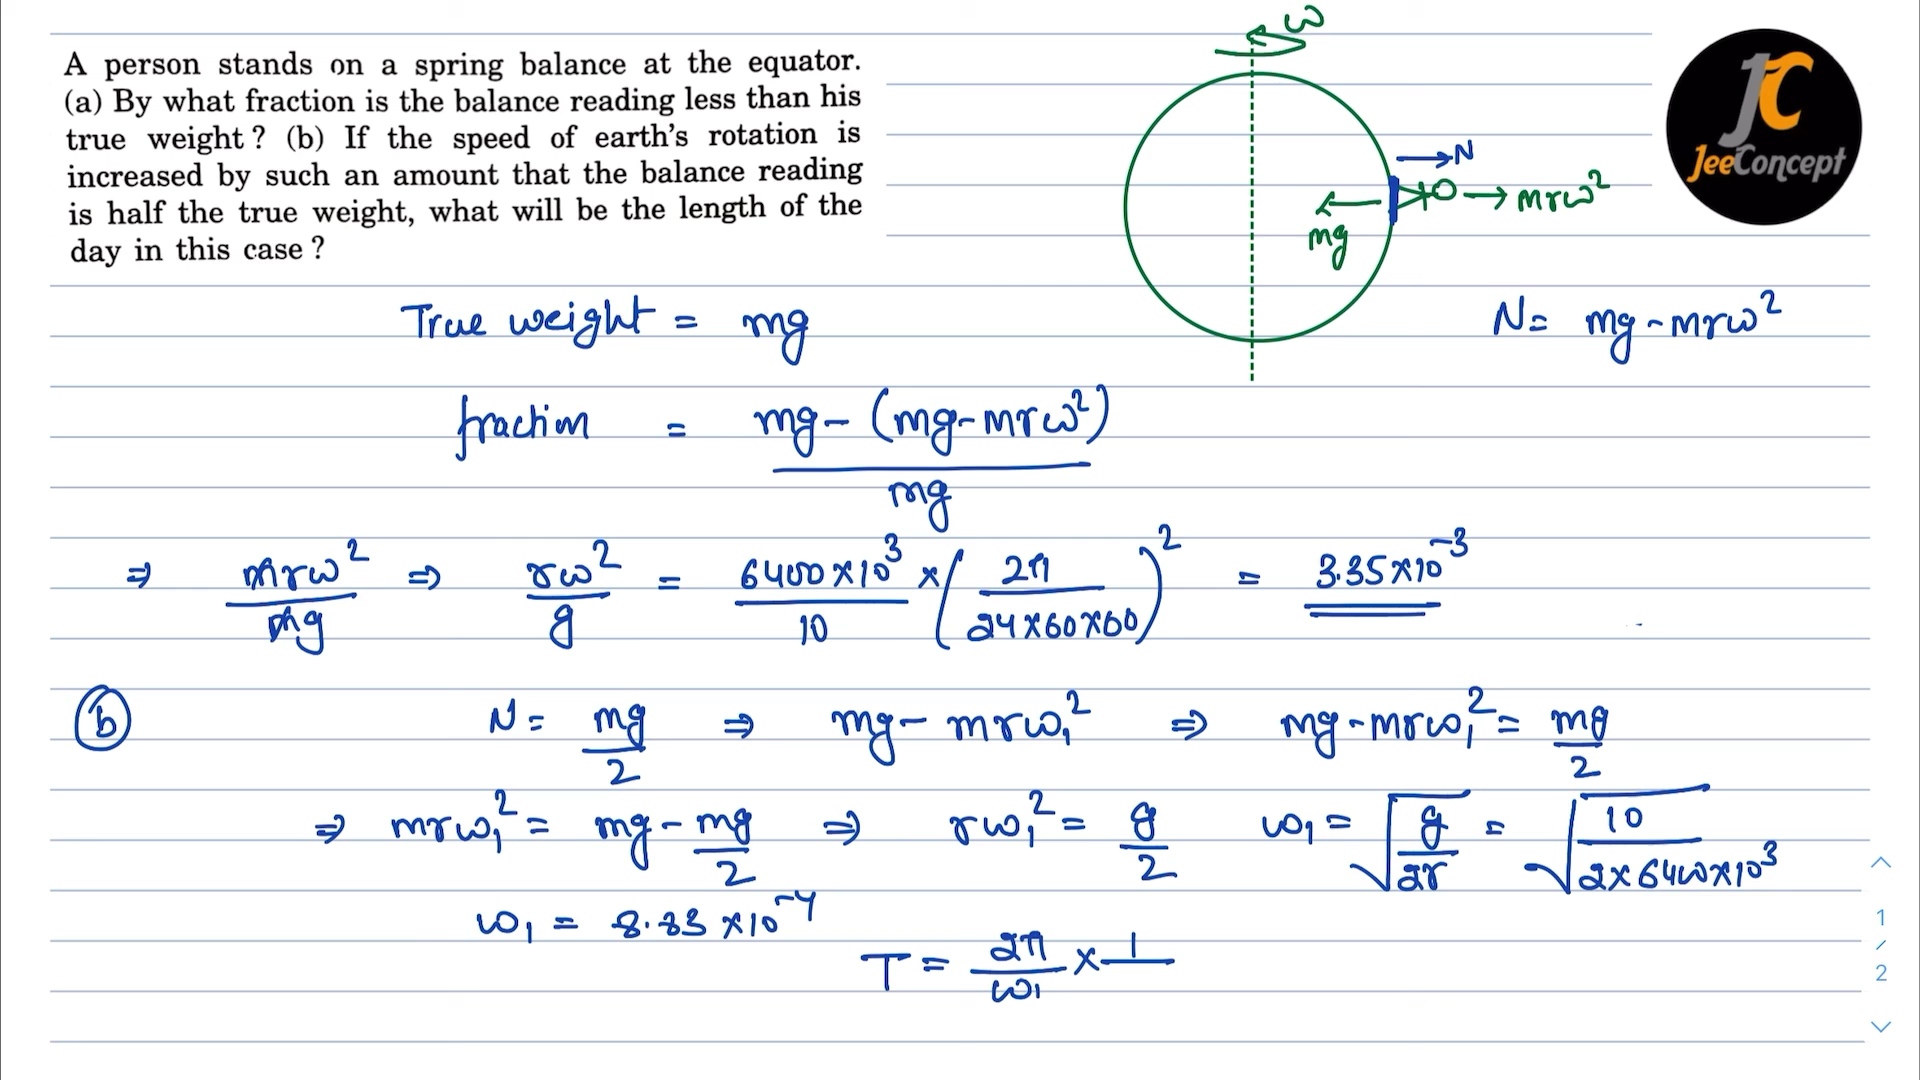 A person stands on a spring balance at the equator.
(a) By what fraction is the balance reading less than his
true weight ? (b) If the speed of earth's rotation is
increased by such an amount that the balance reading
is half the true weight, what will be the length of the
day in this case ?
ω
N
mrω²
mg
JC
JeeConcept
True weight = mg
N = mg - mrω²
fraction = mg - (mg - mrω²) / mg
⇒ mrω² / mg ⇒ rω² / g = 6400×10³ / 10 × (2π / 24×60×60)² = 3.35×10⁻³
(b) N = mg/2 ⇒ mg - mrω₁² ⇒ mg - mrω₁² = mg/2
⇒ mrω₁² = mg - mg/2 ⇒ rω₁² = g/2 ω₁ = √(g/2r) = √(10 / 2×6400×10³)
ω₁ = 8.83×10⁻⁴
T = 2π/ω₁ × 1/
1
/
2